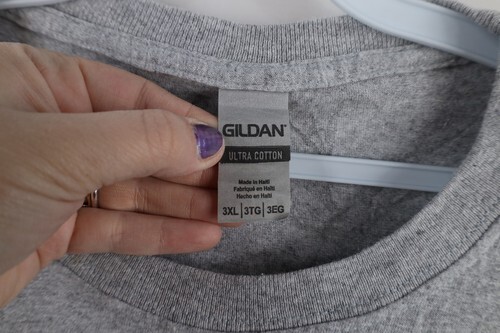 GILDAN
ULTRA COTTON
Made in Haiti
Fabriqué en Haïti
Hecho en Haití
3XL | 3TG | 3EG